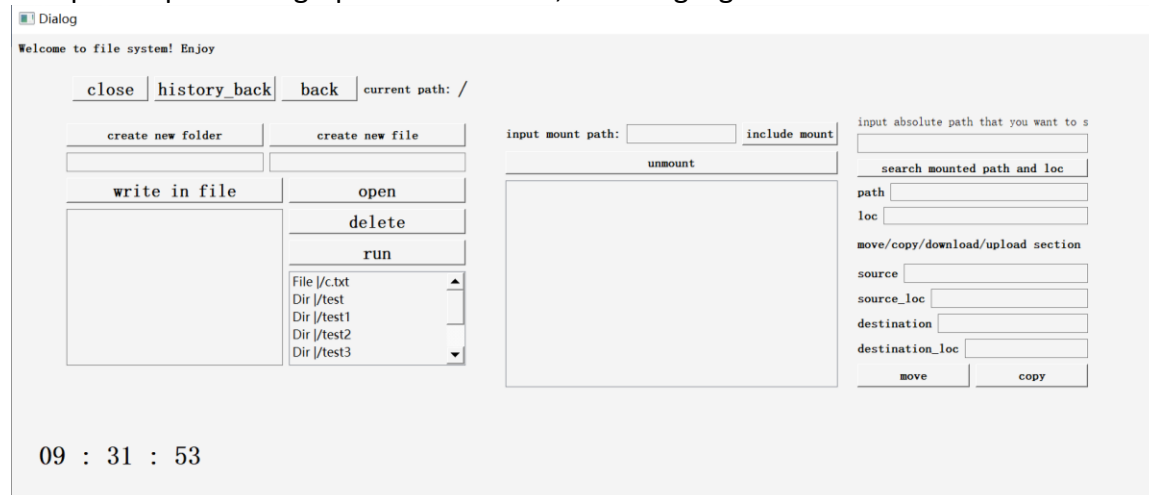 Dialog
Welcome to file system! Enjoy
close history_back back current path: /
create new folder create new file
write in file open
delete
run
File |/c.txt
Dir |/test
Dir |/test1
Dir |/test2
Dir |/test3
input mount path: include mount
unmount
input absolute path that you want to s
search mounted path and loc
path
loc
move/copy/download/upload section
source
source_loc
destination
destination_loc
move copy
09 : 31 : 53